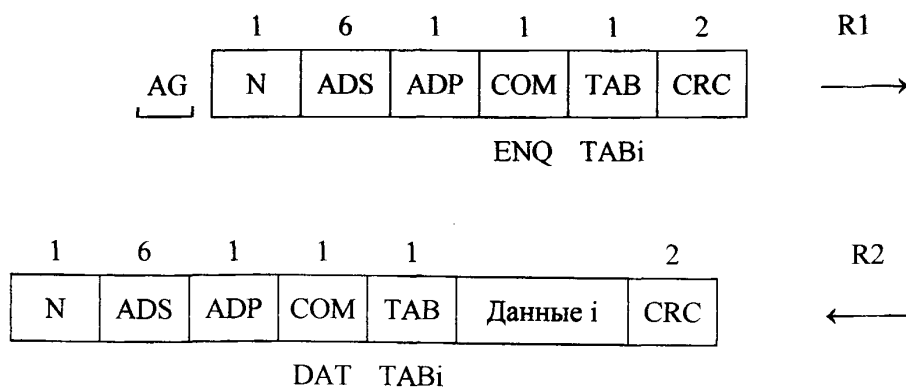 1 6 1 1 1 2 R1
AG N ADS ADP COM TAB CRC
ENQ TABi
1 6 1 1 1 2 R2
N ADS ADP COM TAB Данные i CRC
DAT TABi